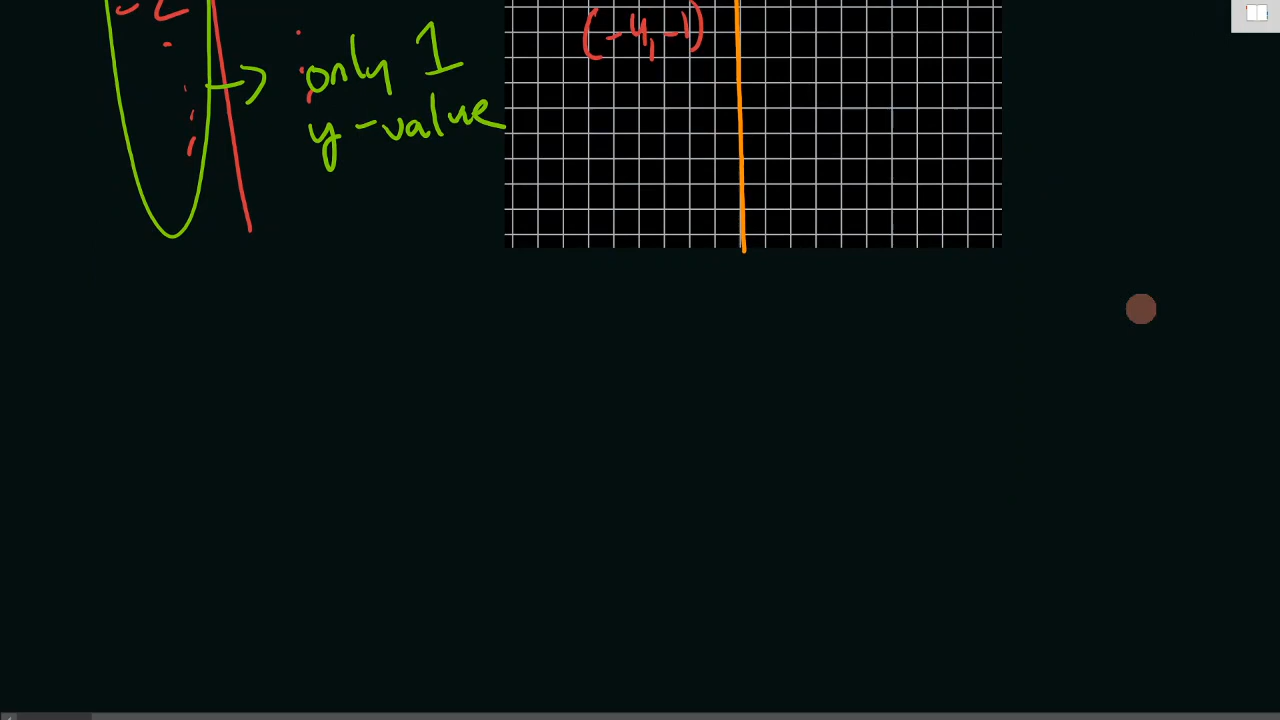 (-4,-1)
→ only 1
y-value